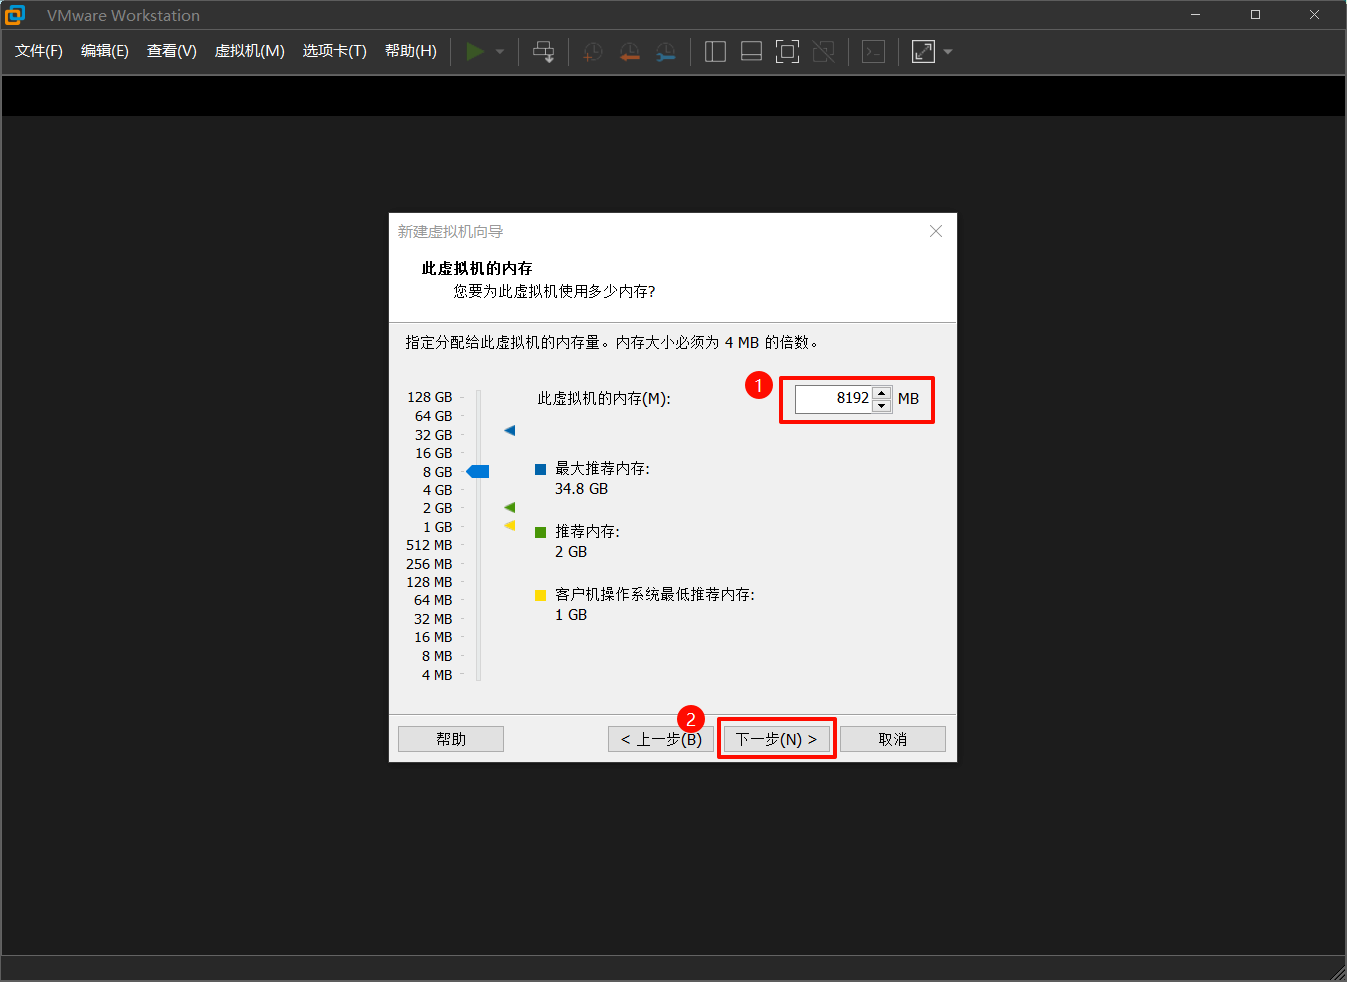 VMware Workstation
文件(F) 编辑(E) 查看(V) 虚拟机(M) 选项卡(T) 帮助(H)
新建虚拟机向导
此虚拟机的内存
您要为此虚拟机使用多少内存?
指定分配给此虚拟机的内存量。内存大小必须为 4 MB 的倍数。
1
此虚拟机的内存(M): 8192 MB
128 GB
64 GB
32 GB
16 GB
8 GB
4 GB
2 GB
1 GB
512 MB
256 MB
128 MB
64 MB
32 MB
16 MB
8 MB
4 MB
最大推荐内存:
34.8 GB
推荐内存:
2 GB
客户机操作系统最低推荐内存:
1 GB
2
帮助 < 上一步(B) 下一步(N) > 取消